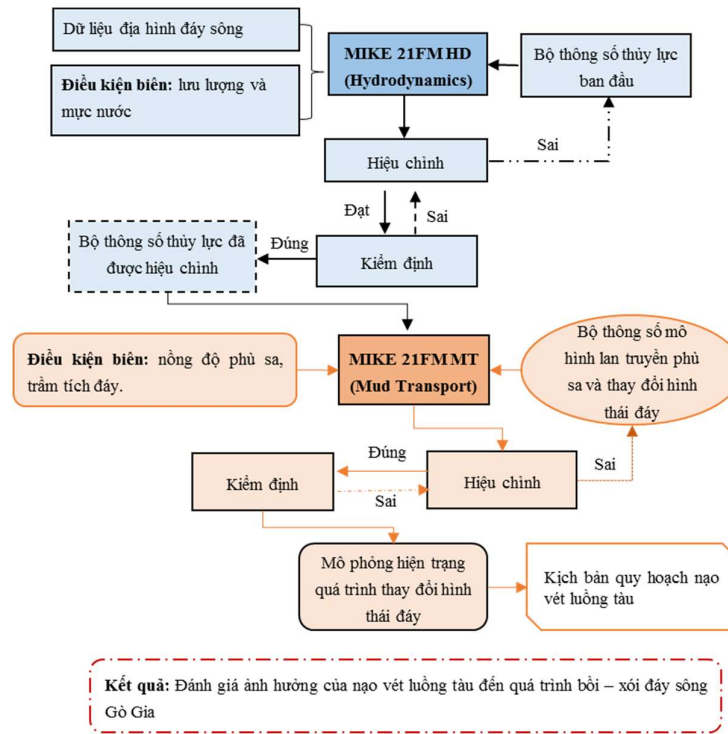 Dữ liệu địa hình đáy sông
Điều kiện biên: lưu lượng và
mực nước
MIKE 21FM HD
(Hydrodynamics)
Bộ thông số thủy lực
ban đầu
Sai
Hiệu chỉnh
Đạt
Sai
Bộ thông số thủy lực đã
được hiệu chỉnh
Đúng
Kiểm định
Điều kiện biên: nồng độ phù sa,
trầm tích đáy.
MIKE 21FM MT
(Mud Transport)
Bộ thông số mô
hình lan truyền phù
sa và thay đổi hình
thái đáy
Đúng
Kiểm định
Sai
Hiệu chỉnh
Sai
Mô phỏng hiện trạng
quá trình thay đổi hình
thái đáy
Kịch bản quy hoạch nạo
vét luồng tàu
Kết quả: Đánh giá ảnh hưởng của nạo vét luồng tàu đến quá trình bồi – xói đáy sông
Gò Gia